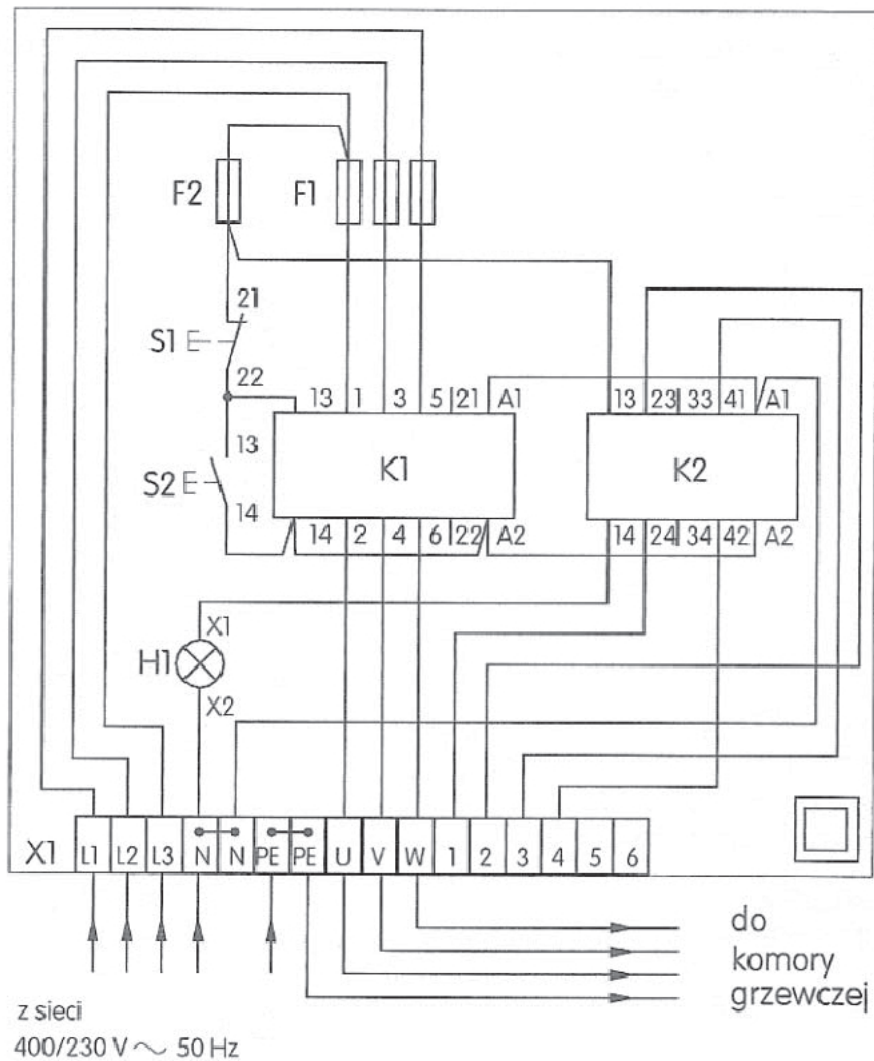 F2 F1
21
S1 E
22
13 1 3 5 21 A1 13 23 33 41 A1
13
K1 K2
S2 E
14
14 2 4 6 22 A2 14 24 34 42 A2
X1
H1
X2
X1 L1 L2 L3 N N PE PE U V W 1 2 3 4 5 6
do
komory
grzewczej
z sieci
400/230 V ~ 50 Hz